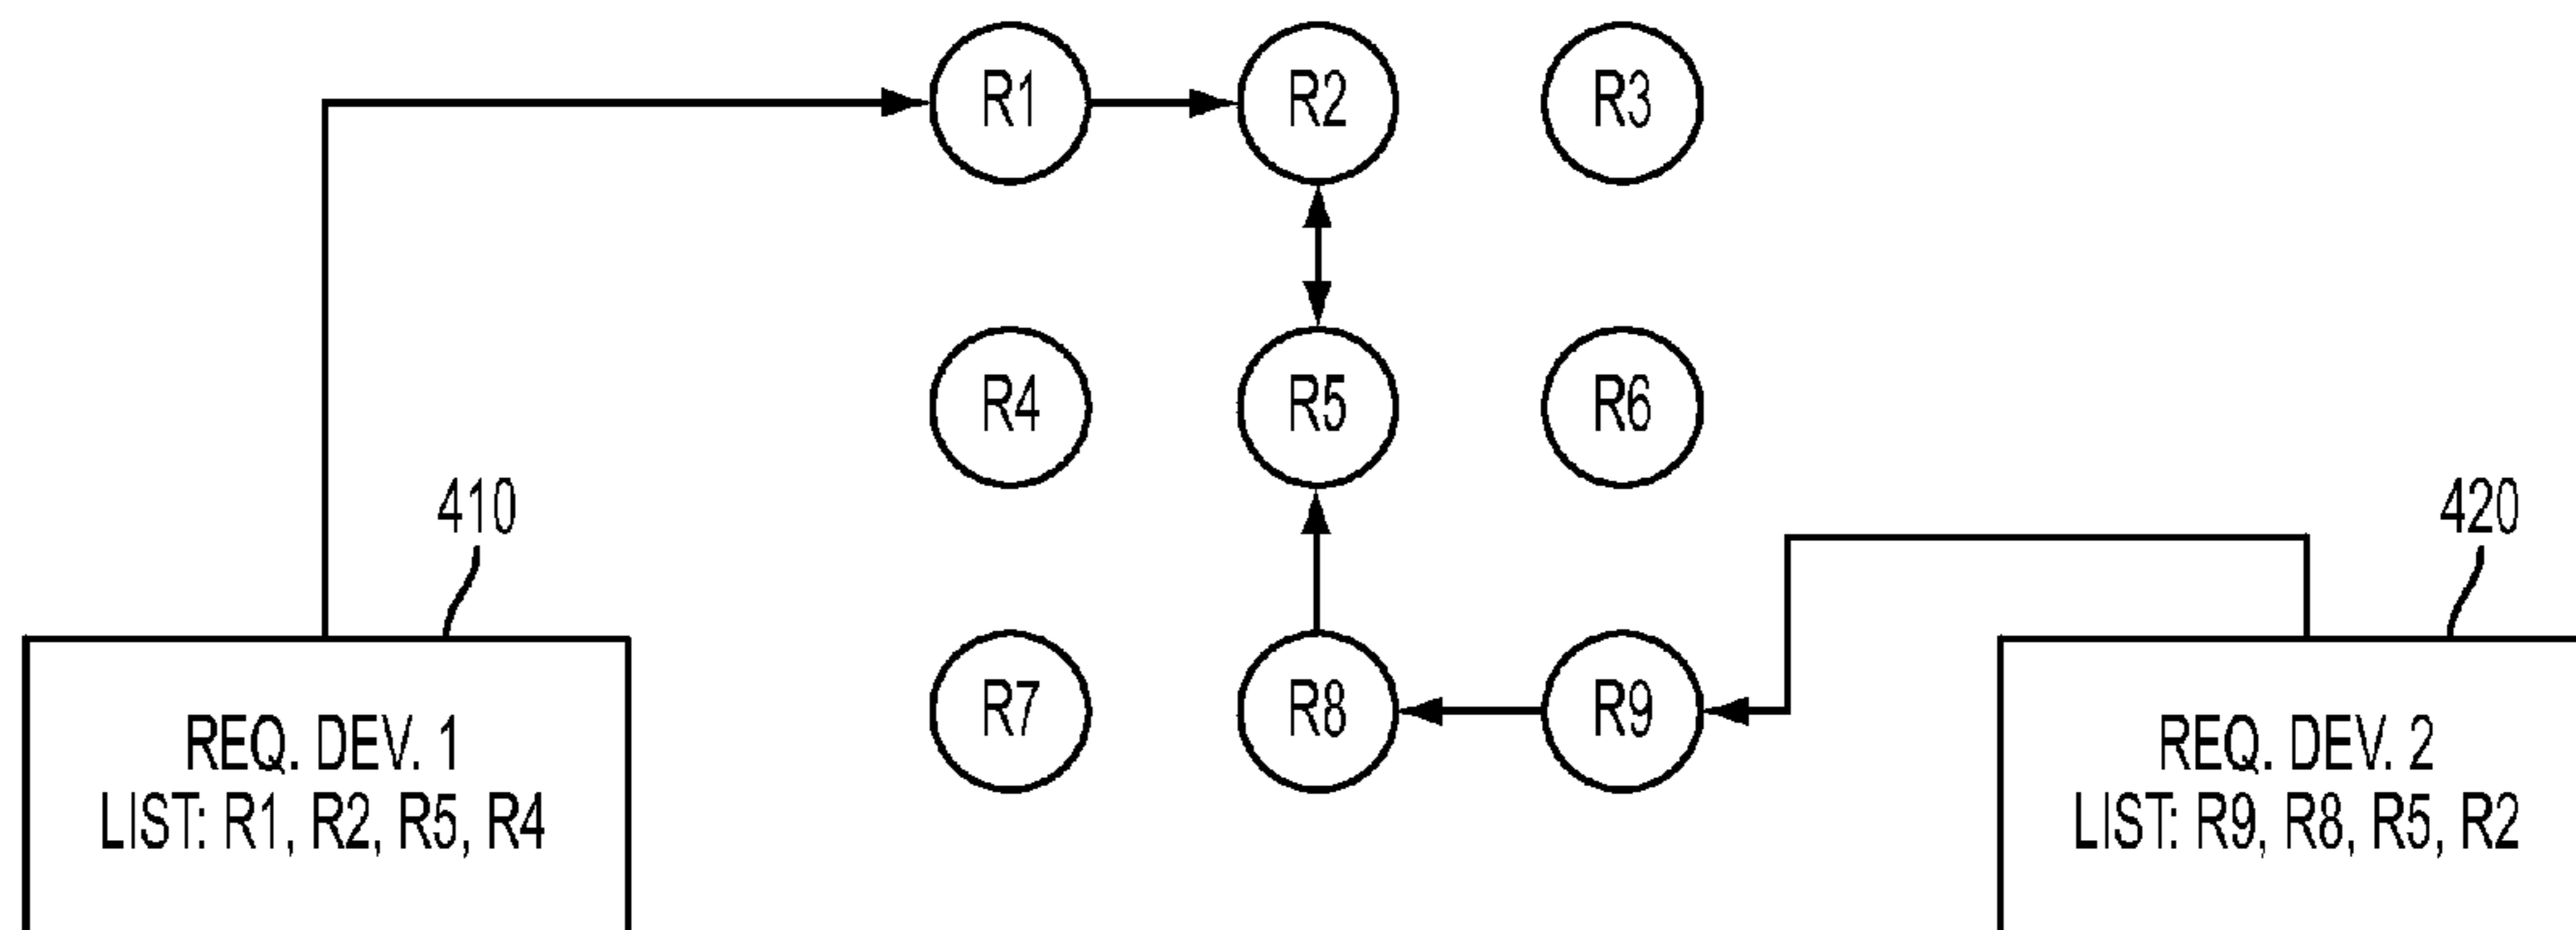 R1 R2 R3
R4 R5 R6
410
420
R7 R8 R9
REQ. DEV. 1
LIST: R1, R2, R5, R4
REQ. DEV. 2
LIST: R9, R8, R5, R2